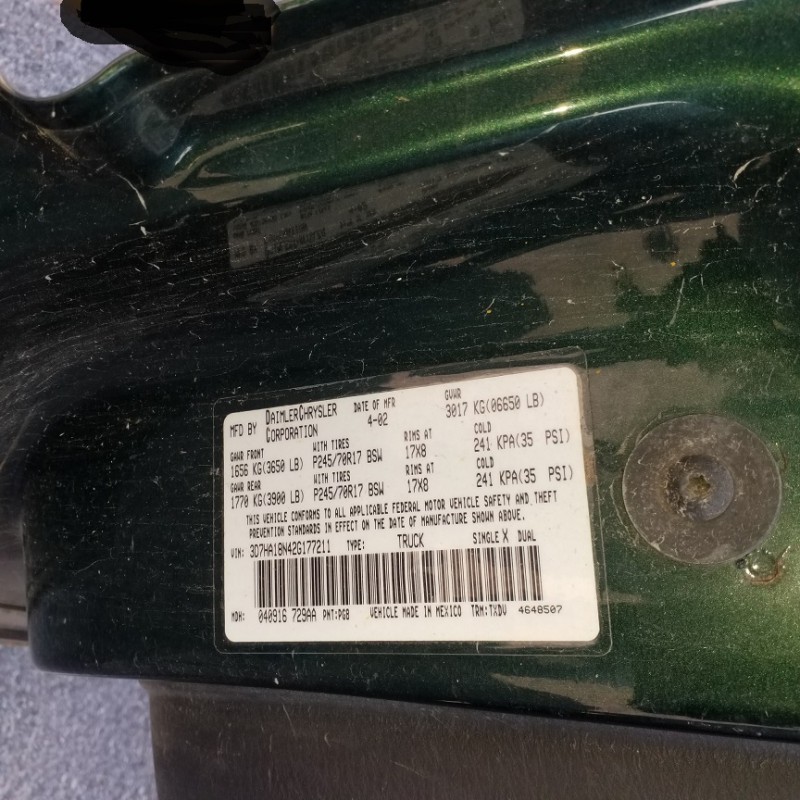 MFD BY DAIMLERCHRYSLER CORPORATION DATE OF MFR 4-02 GVWR 3017 KG(06650 LB)
GAWR FRONT WITH TIRES RIMS AT COLD
1656 KG(3650 LB) P245/70R17 BSW 17X8 241 KPA(35 PSI)
GAWR REAR WITH TIRES RIMS AT COLD
1770 KG(3900 LB) P245/70R17 BSW 17X8 241 KPA(35 PSI)
THIS VEHICLE CONFORMS TO ALL APPLICABLE FEDERAL MOTOR VEHICLE SAFETY AND THEFT
PREVENTION STANDARDS IN EFFECT ON THE DATE OF MANUFACTURE SHOWN ABOVE.
VIN: 3D7HA18N42G177211 TYPE: TRUCK SINGLE X DUAL
MDH: 040916 729AA PNT:PGB VEHICLE MADE IN MEXICO TRM:TXDV 4648507